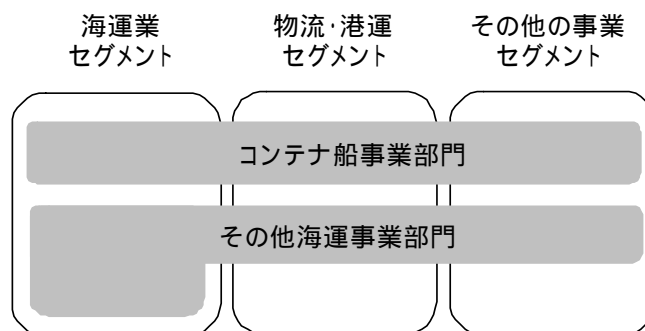 海運業
セグメント
物流・港運
セグメント
その他の事業
セグメント
コンテナ船事業部門
その他海運事業部門